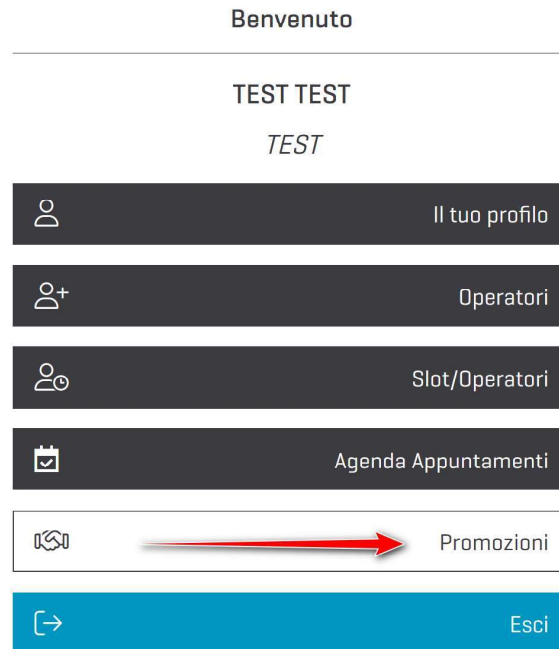 Benvenuto
TEST TEST
TEST
Il tuo profilo
Operatori
Slot/Operatori
Agenda Appuntamenti
Promozioni
Esci